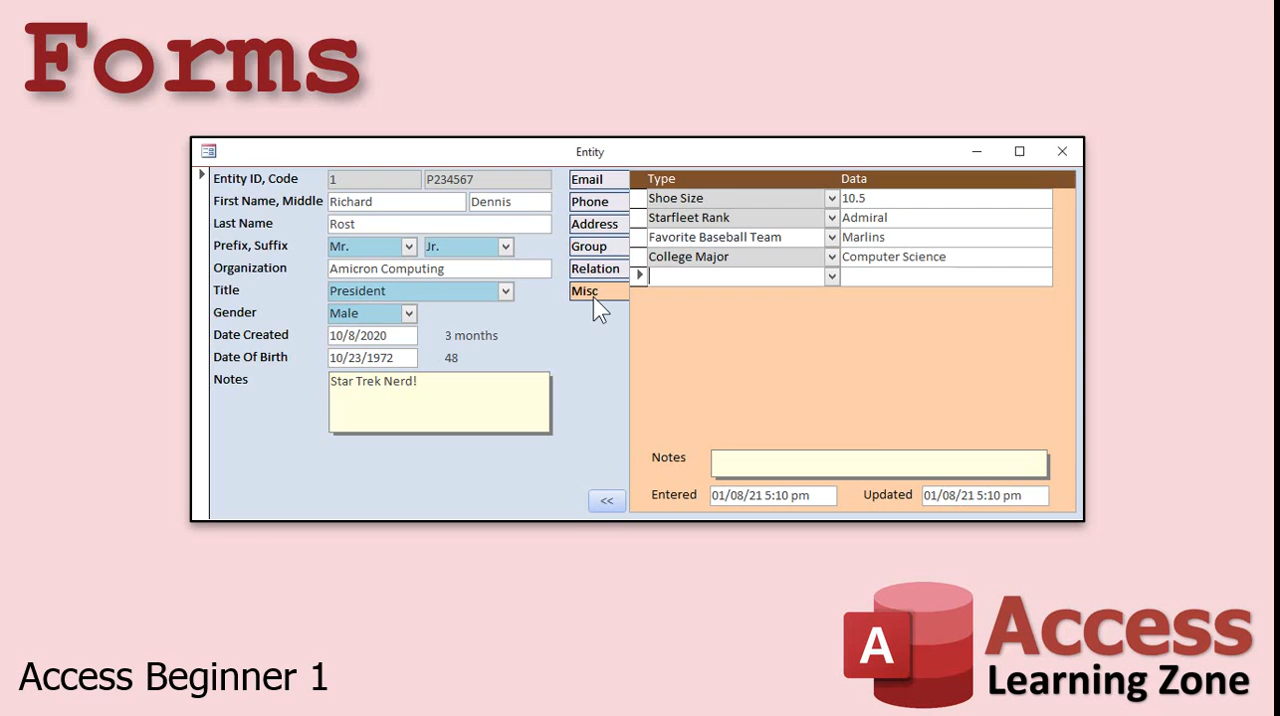 Forms
Entity
Entity ID, Code 1 P234567
First Name, Middle Richard Dennis
Last Name Rost
Prefix, Suffix Mr. Jr.
Organization Amicron Computing
Title President
Gender Male
Date Created 10/8/2020 3 months
Date Of Birth 10/23/1972 48
Notes Star Trek Nerd!
<<
Email
Phone
Address
Group
Relation
Misc
Type Data
Shoe Size 10.5
Starfleet Rank Admiral
Favorite Baseball Team Marlins
College Major Computer Science
Notes
Entered 01/08/21 5:10 pm Updated 01/08/21 5:10 pm
Access Beginner 1
A
Access
Learning Zone